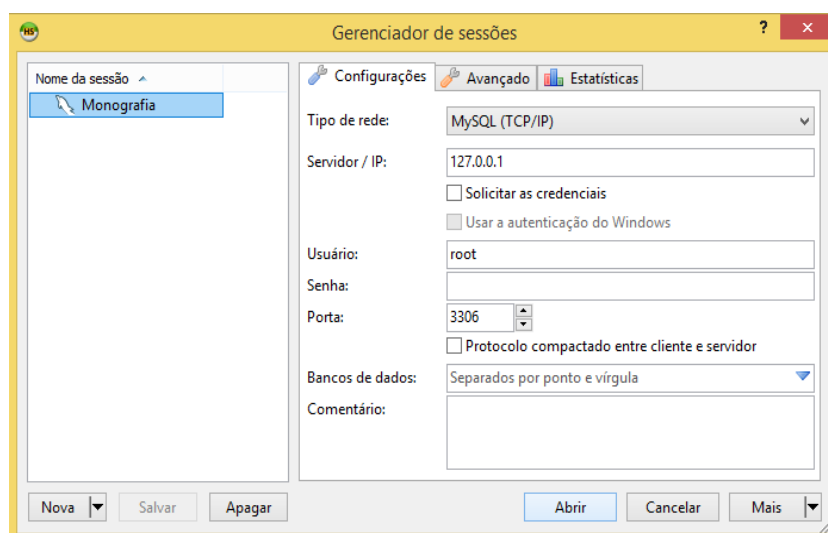 HS
Gerenciador de sessões
?
×
Nome da sessão
Monografia
Configurações
Avançado
Estatísticas
Tipo de rede:
MySQL (TCP/IP)
Servidor / IP:
127.0.0.1
Solicitar as credenciais
Usar a autenticação do Windows
Usuário:
root
Senha:
Porta:
3306
Protocolo compactado entre cliente e servidor
Bancos de dados:
Separados por ponto e vírgula
Comentário:
Nova
Salvar
Apagar
Abrir
Cancelar
Mais